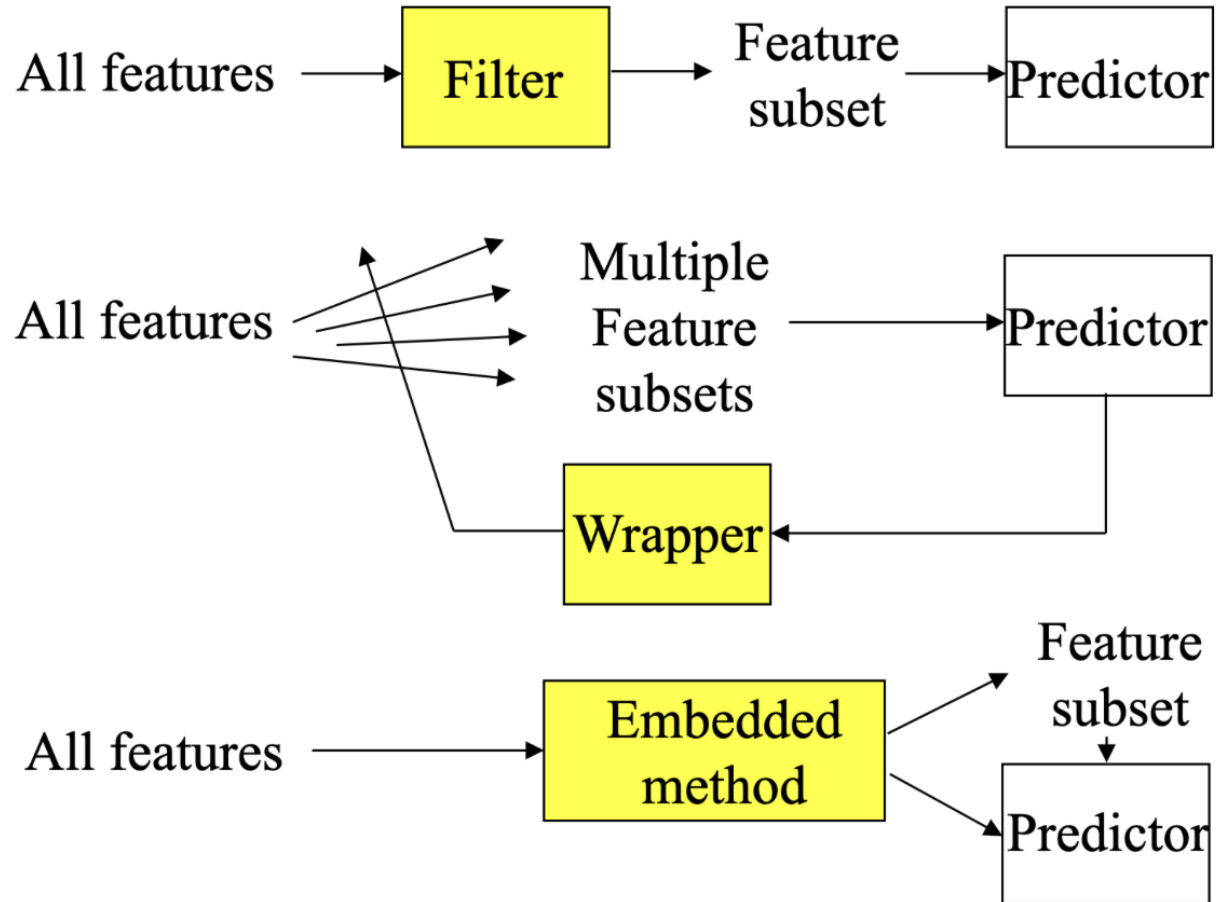 All features
Filter
Feature
subset
Predictor
All features
Multiple
Feature
subsets
Predictor
Wrapper
All features
Embedded
method
Feature
subset
Predictor